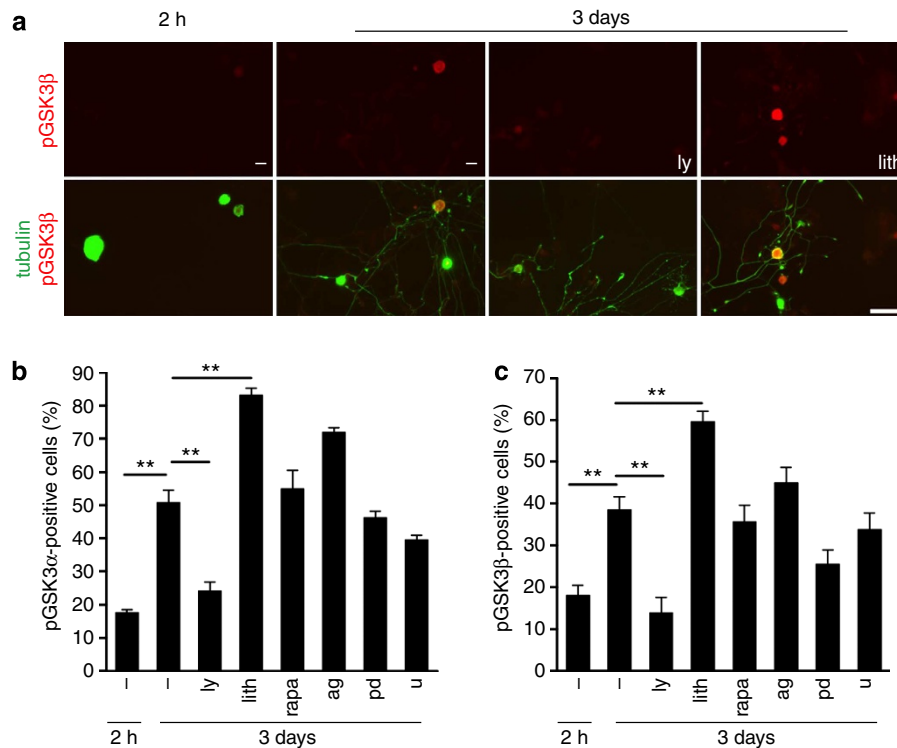 a
2 h
3 days
pGSK3β
– – ly lith
tubulin
pGSK3β
b
pGSK3α-positive cells (%)
90
80
70
60
50
40
30
20
10
0
** ** **
– – ly lith rapa ag pd u
2 h 3 days
c
pGSK3β-positive cells (%)
70
60
50
40
30
20
10
0
** ** **
– – ly lith rapa ag pd u
2 h 3 days